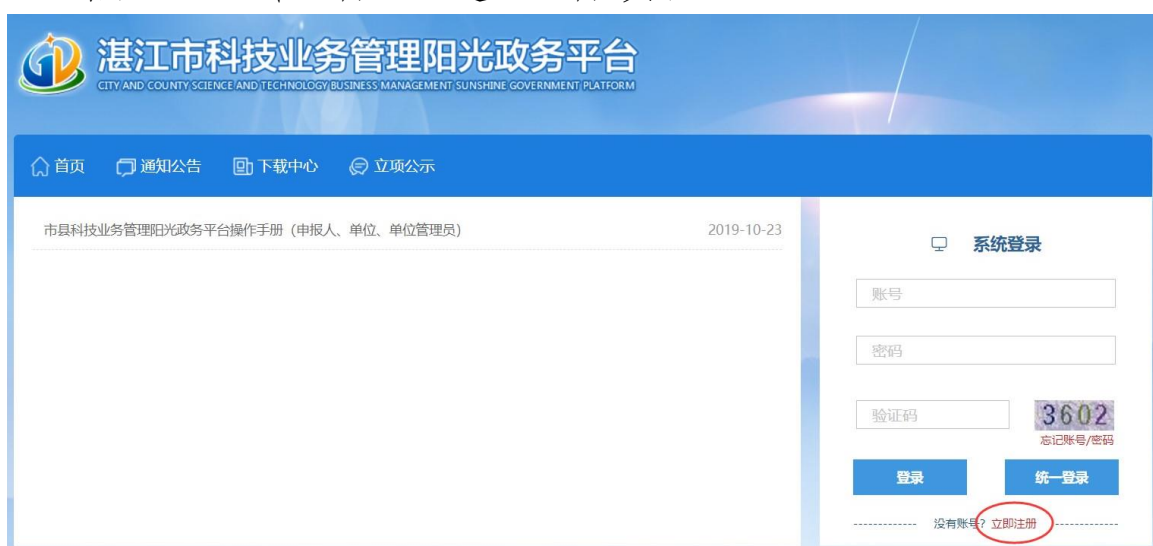 湛江市科技业务管理阳光政务平台
CITY AND COUNTY SCIENCE AND TECHNOLOGY BUSINESS MANAGEMENT SUNSHINE GOVERNMENT PLATFORM
首页 通知公告 下载中心 立项公示
市县科技业务管理阳光政务平台操作手册（申报人、单位、单位管理员） 2019-10-23
系统登录
账号
密码
验证码 3602
忘记账号/密码
登录 统一登录
没有账号? 立即注册